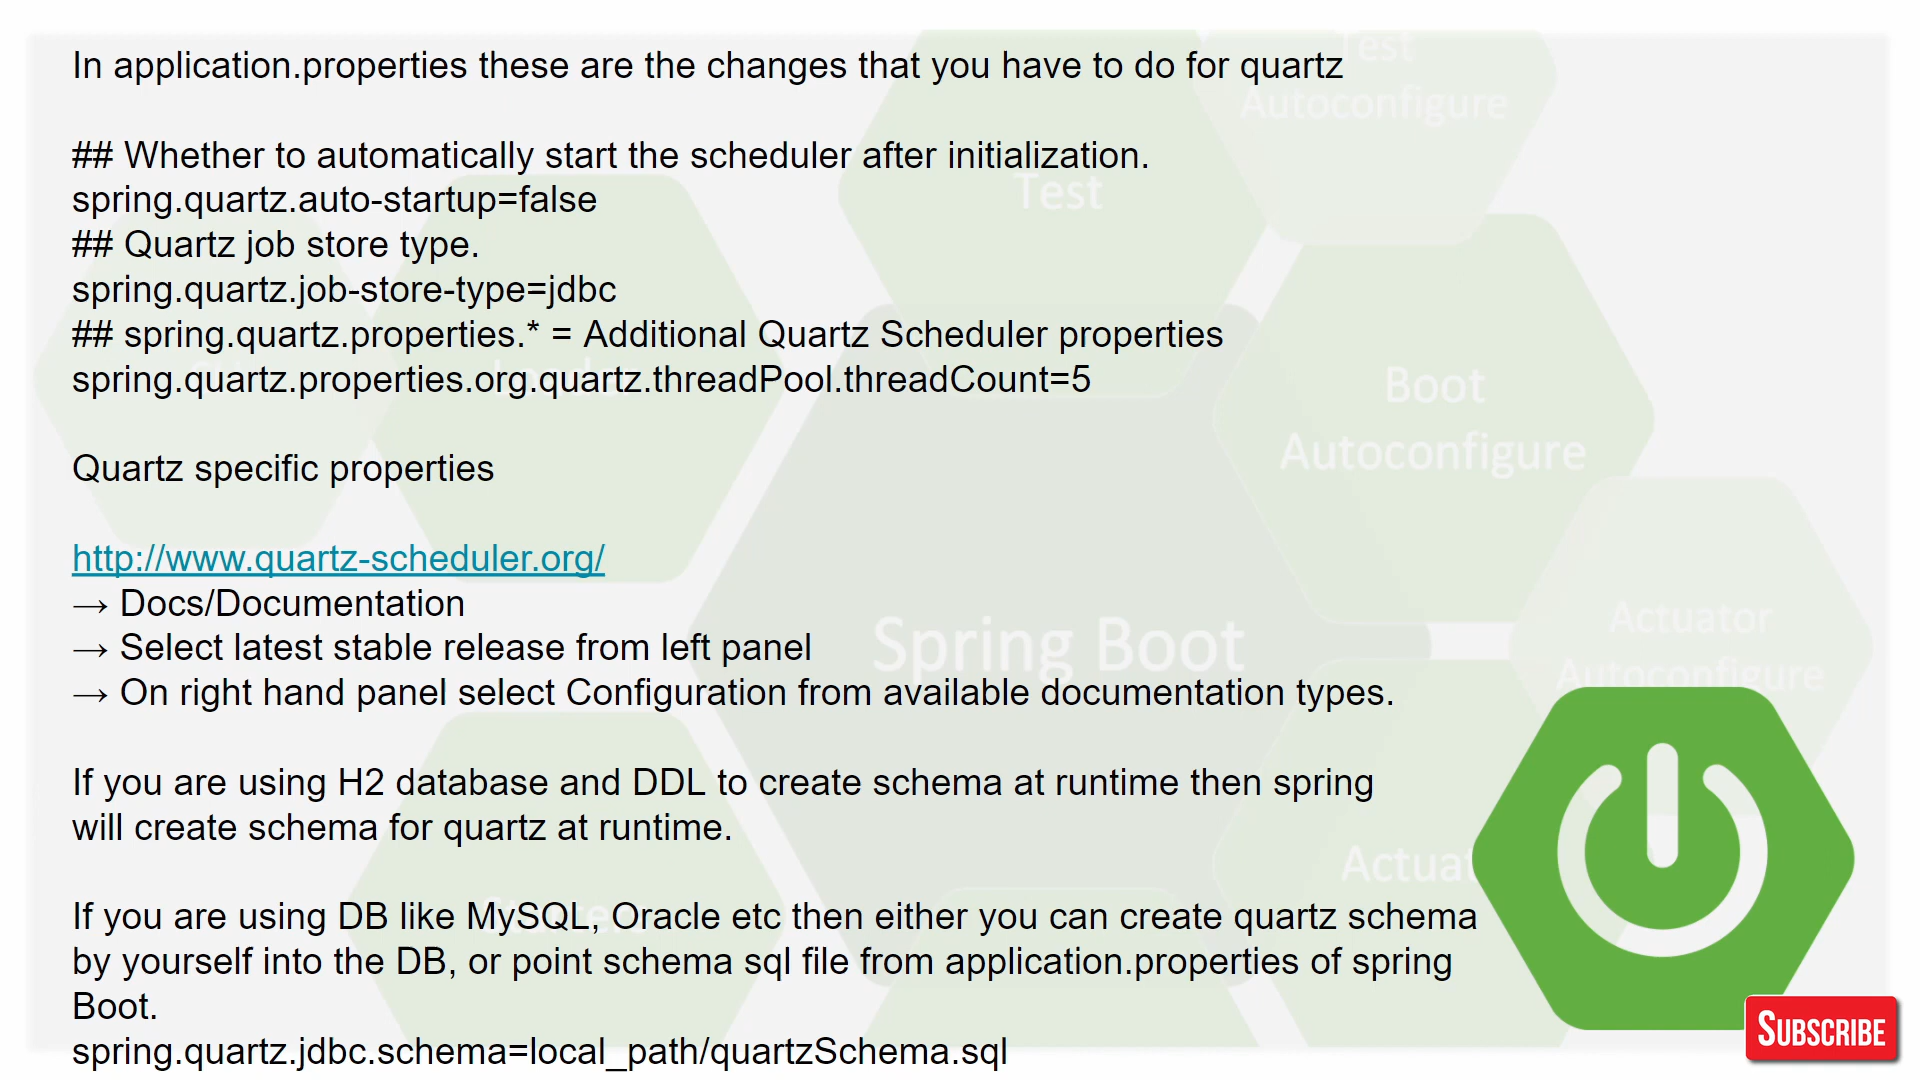 In application.properties these are the changes that you have to do for quartz
## Whether to automatically start the scheduler after initialization.
spring.quartz.auto-startup=false
## Quartz job store type.
spring.quartz.job-store-type=jdbc
## spring.quartz.properties.* = Additional Quartz Scheduler properties
spring.quartz.properties.org.quartz.threadPool.threadCount=5
Quartz specific properties
http://www.quartz-scheduler.org/
→ Docs/Documentation
→ Select latest stable release from left panel
→ On right hand panel select Configuration from available documentation types.
If you are using H2 database and DDL to create schema at runtime then spring
will create schema for quartz at runtime.
If you are using DB like MySQL, Oracle etc then either you can create quartz schema
by yourself into the DB, or point schema sql file from application.properties of spring
Boot.
spring.quartz.jdbc.schema=local_path/quartzSchema.sql
Test
Autoconfigure
Test
Boot
Autoconfigure
Spring Boot
Actuator
Autoconfigure
SUBSCRIBE